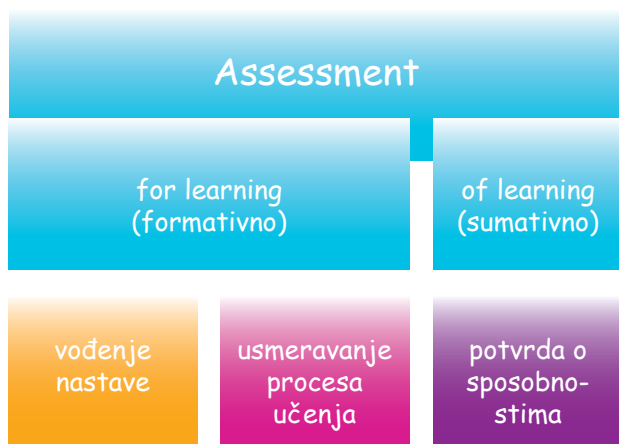 Assessment
for learning
(formativno)
of learning
(sumativno)
vođenje
nastave
usmeravanje
procesa
učenja
potvrda o
sposobno-
stima